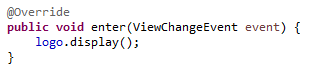 @Override
public void enter(ViewChangeEvent event) {
    logo.display();
}